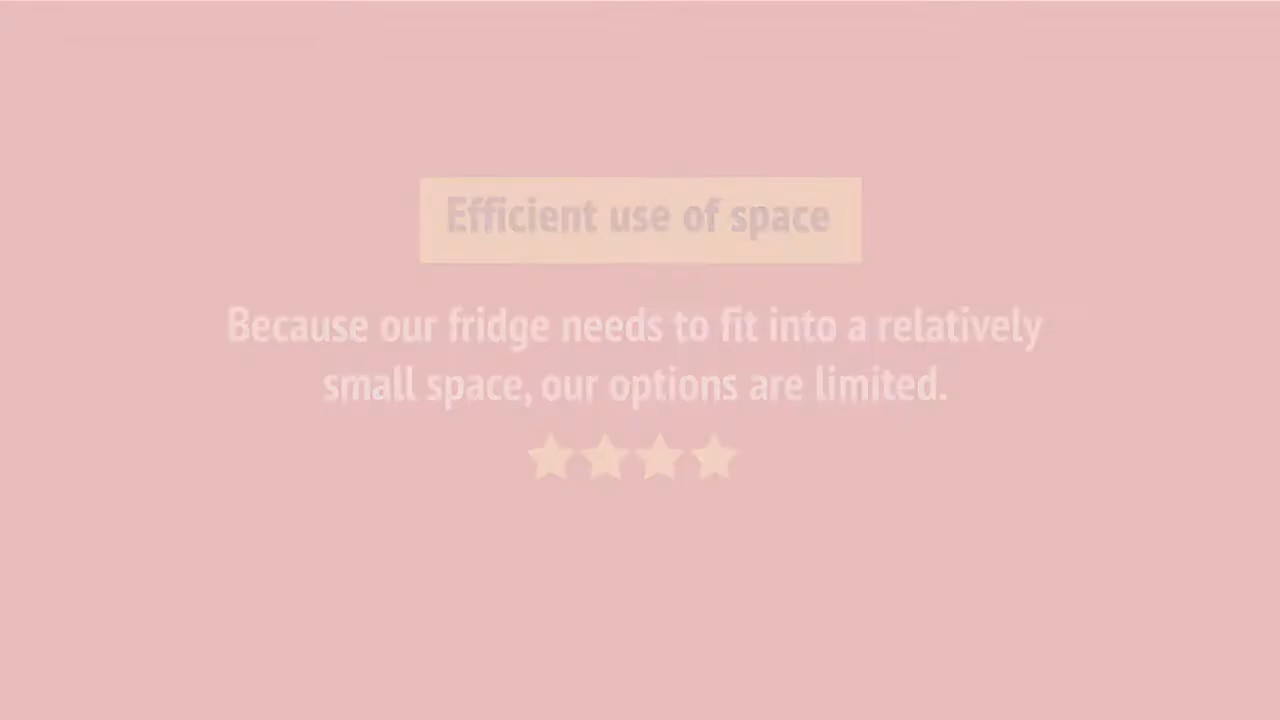 Efficient use of space
Because our fridge needs to fit into a relatively
small space, our options are limited.